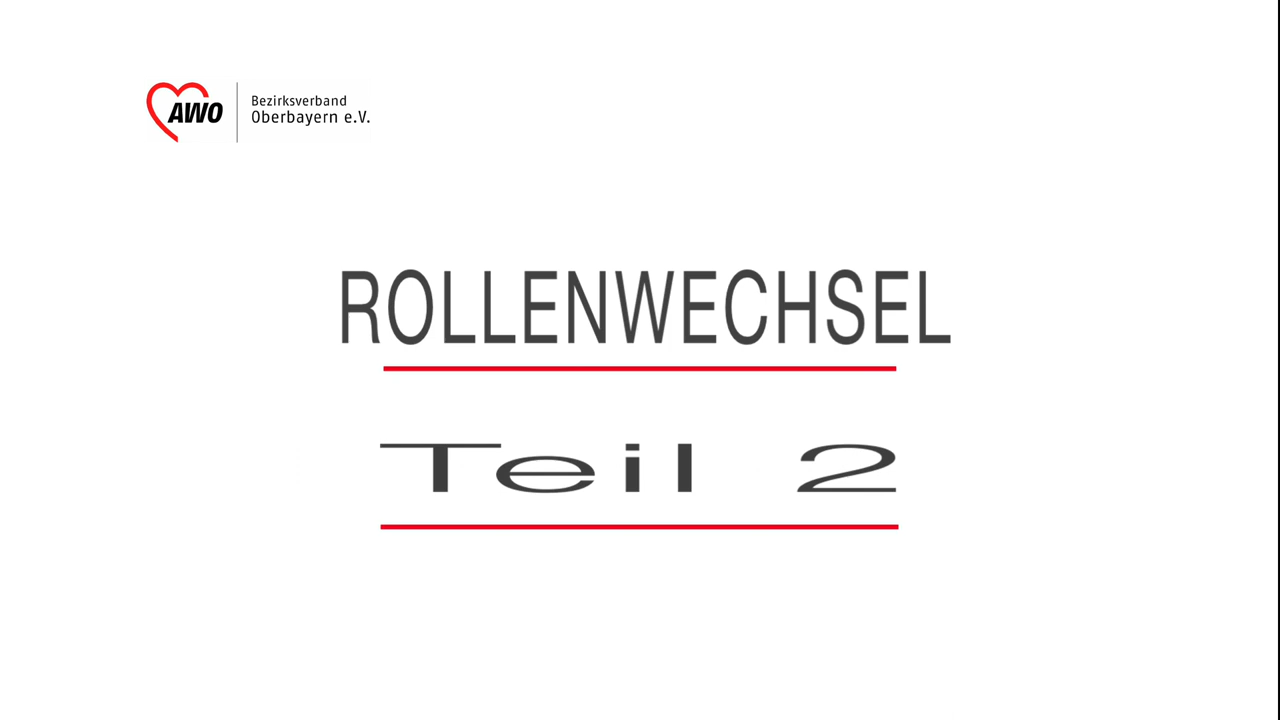 AWO
Bezirksverband
Oberbayern e.V.
ROLLENWECHSEL
Teil 2